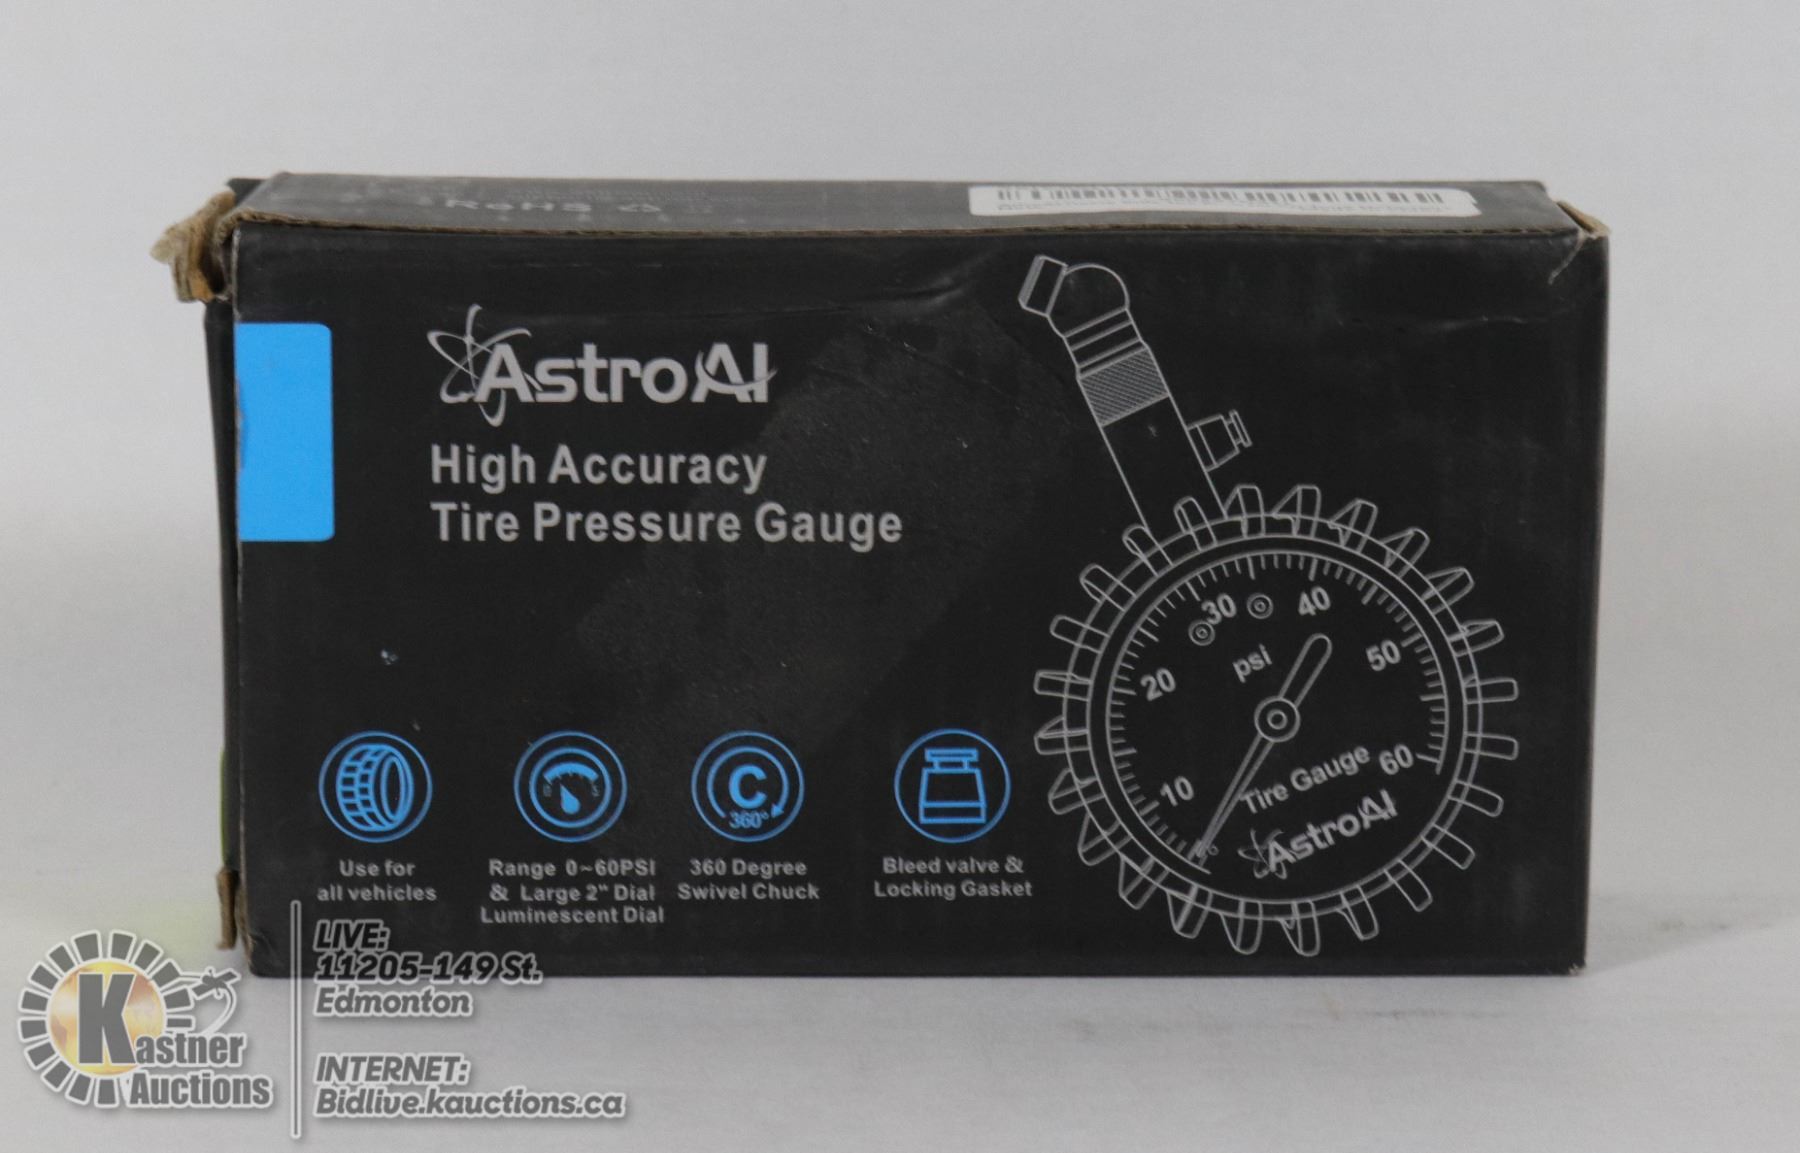 RoHS
AstroAI
High Accuracy
Tire Pressure Gauge
10
20
30
40
50
60
psi
0
Tire Gauge
AstroAI
C
360°
Use for
all vehicles
Range 0~60PSI
& Large 2" Dial
Luminescent Dial
360 Degree
Swivel Chuck
Bleed valve &
Locking Gasket
K
Kastner
Auctions
LIVE:
11205-149 St.
Edmonton
INTERNET:
Bidlive.kauctions.ca